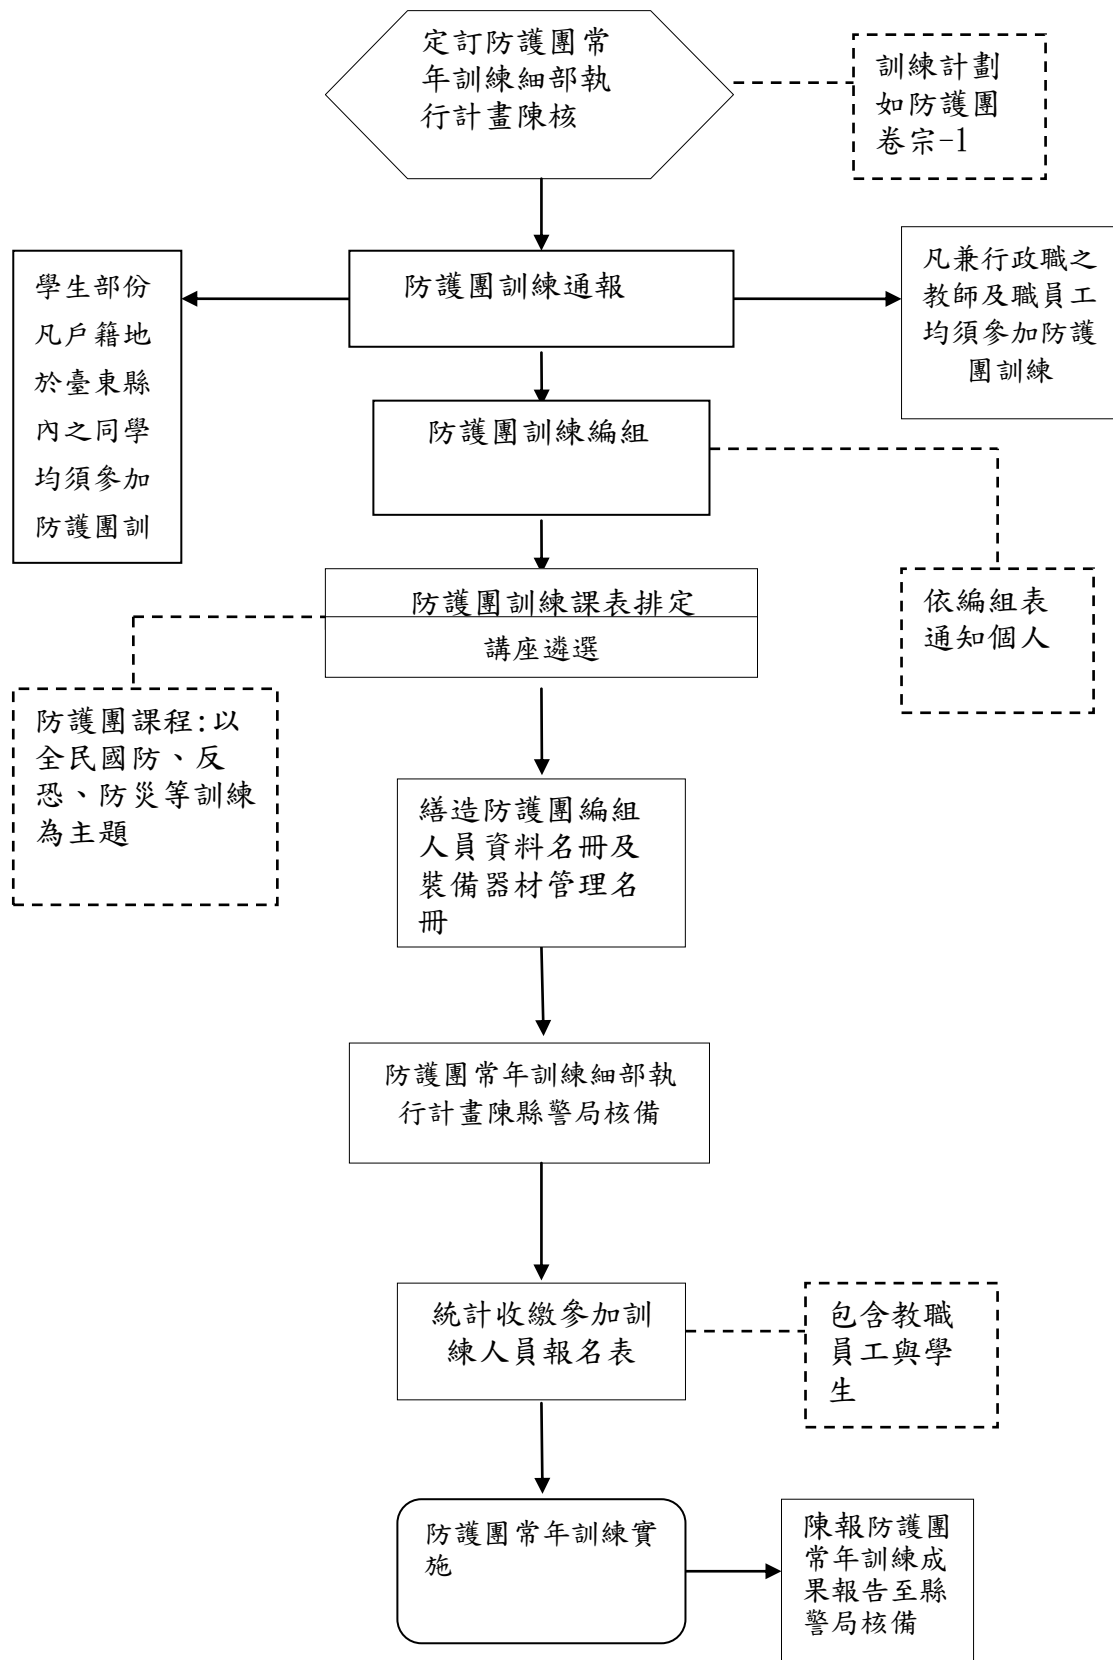 定訂防護團常
年訓練細部執
行計畫陳核
訓練計劃
如防護團
卷宗-1
防護團訓練通報
學生部份
凡戶籍地
於臺東縣
內之同學
均須參加
防護團訓
凡兼行政職之
教師及職員工
均須參加防護
團訓練
防護團訓練編組
依編組表
通知個人
防護團訓練課表排定
講座遴選
防護團課程:以
全民國防、反
恐、防災等訓練
為主題
繕造防護團編組
人員資料名冊及
裝備器材管理名
冊
防護團常年訓練細部執
行計畫陳縣警局核備
統計收繳參加訓
練人員報名表
包含教職
員工與學
生
防護團常年訓練實
施
陳報防護團
常年訓練成
果報告至縣
警局核備